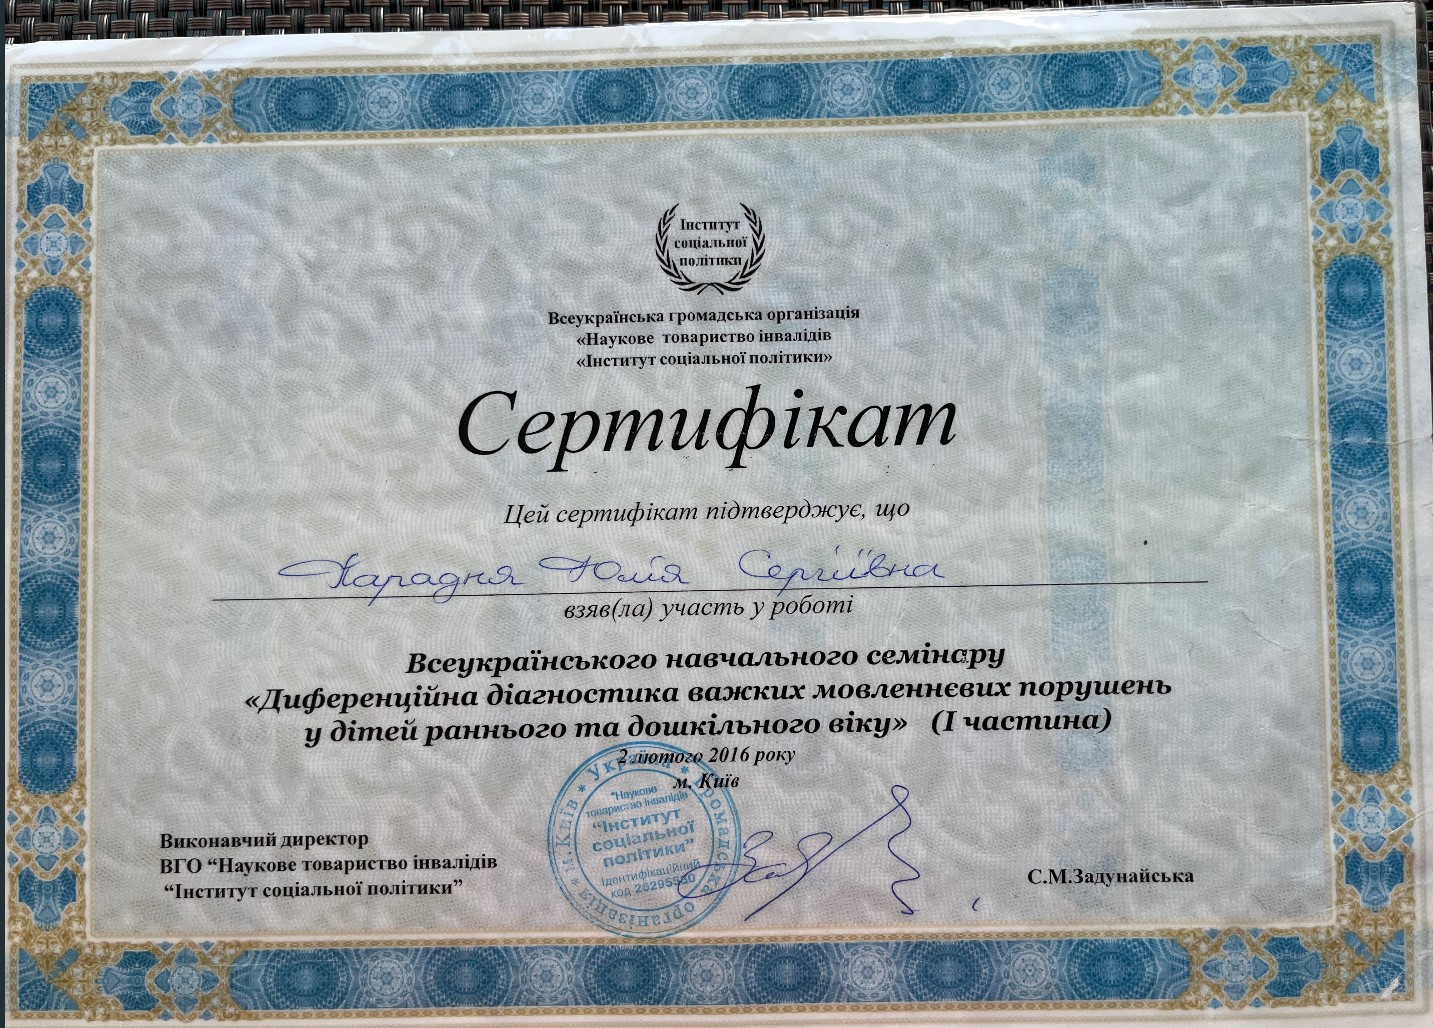 Інститут
соціальної
політики
Всеукраїнська громадська організація
«Наукове товариство інвалідів
«Інститут соціальної політики»
Сертифікат
Цей сертифікат підтверджує, що
Юлія Сергіївна
взяв(ла) участь у роботі
Всеукраїнського навчального семінару
«Диференційна діагностика важких мовленнєвих порушень
у дітей раннього та дошкільного віку» (І частина)
2 лютого 2016 року
м. Київ
Виконавчий директор
ВГО “Наукове товариство інвалідів
“Інститут соціальної політики”
м.Київ * Україна * Громадська організація *
“Наукове
товариство інвалідів
“Інститут
соціальної
політики”
Ідентифікаційний
код
С.М.Задунайська